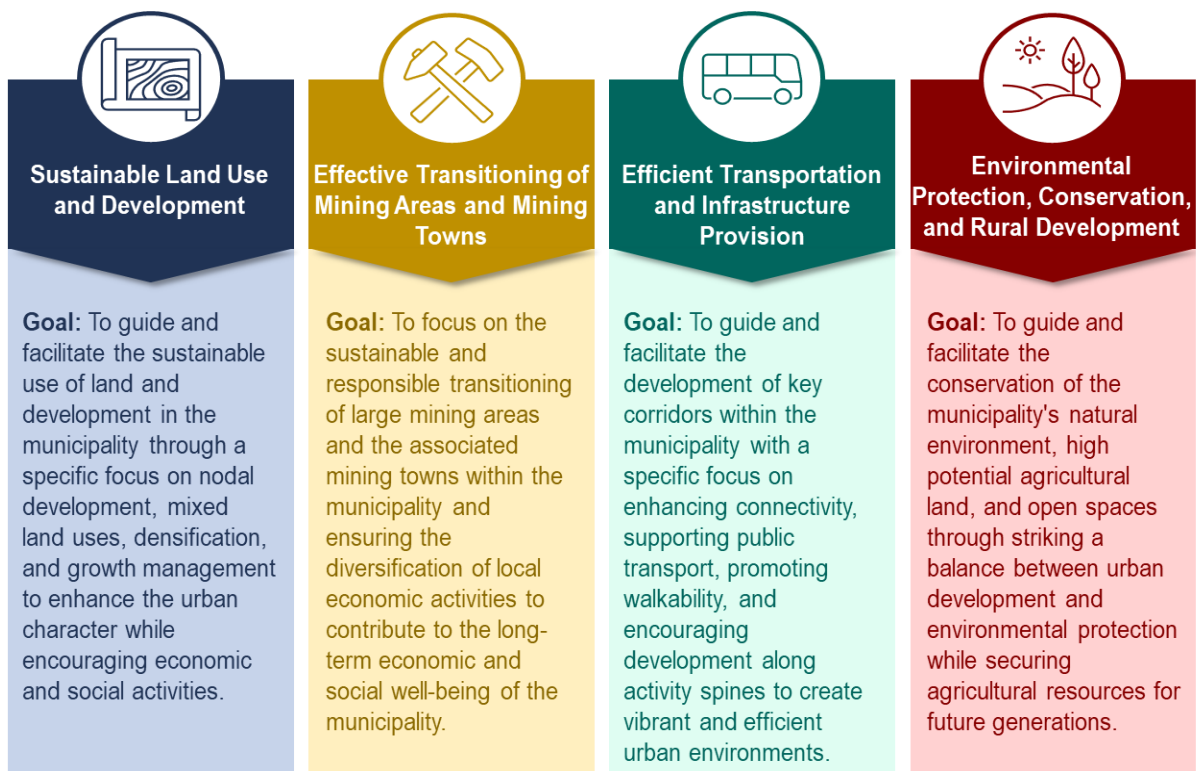 Sustainable Land Use
and Development
Goal: To guide and
facilitate the sustainable
use of land and
development in the
municipality through a
specific focus on nodal
development, mixed
land uses, densification,
and growth management
to enhance the urban
character while
encouraging economic
and social activities.
Effective Transitioning of
Mining Areas and Mining
Towns
Goal: To focus on the
sustainable and
responsible transitioning
of large mining areas
and the associated
mining towns within the
municipality and
ensuring the
diversification of local
economic activities to
contribute to the long-
term economic and
social well-being of the
municipality.
Efficient Transportation
and Infrastructure
Provision
Goal: To guide and
facilitate the
development of key
corridors within the
municipality with a
specific focus on
enhancing connectivity,
supporting public
transport, promoting
walkability, and
encouraging
development along
activity spines to create
vibrant and efficient
urban environments.
Environmental
Protection, Conservation,
and Rural Development
Goal: To guide and
facilitate the
conservation of the
municipality's natural
environment, high
potential agricultural
land, and open spaces
through striking a
balance between urban
development and
environmental protection
while securing
agricultural resources for
future generations.